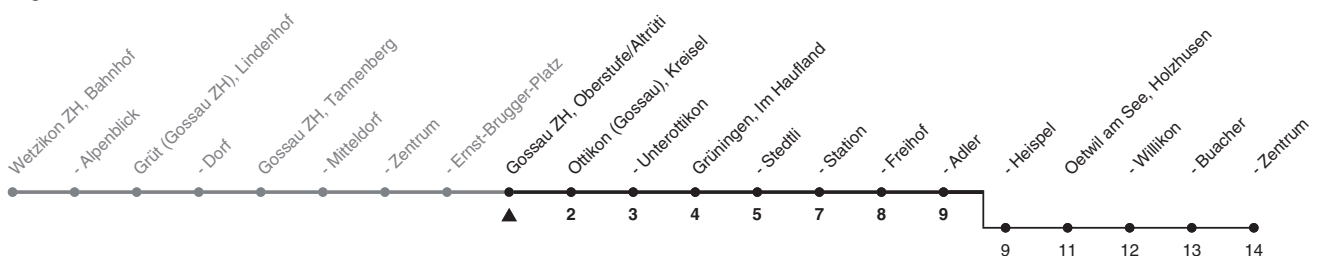 Wetzikon ZH, Bahnhof
- Alpenblick
Grüt (Gossau ZH), Lindenhof
- Dorf
Gossau ZH, Tannenberg
- Mitteldorf
- Zentrum
- Ernst-Brugger-Platz
Gossau ZH, Oberstufe/Altrüti
Ottikon (Gossau), Kreisel
- Unterottikon
Grüningen, Im Haufland
- Stedtli
- Station
- Freihof
- Adler
- Heispel
Oetwil am See, Holzhusen
- Willikon
- Buacher
- Zentrum
2 3 4 5 7 8 9
9 11 12 13 14